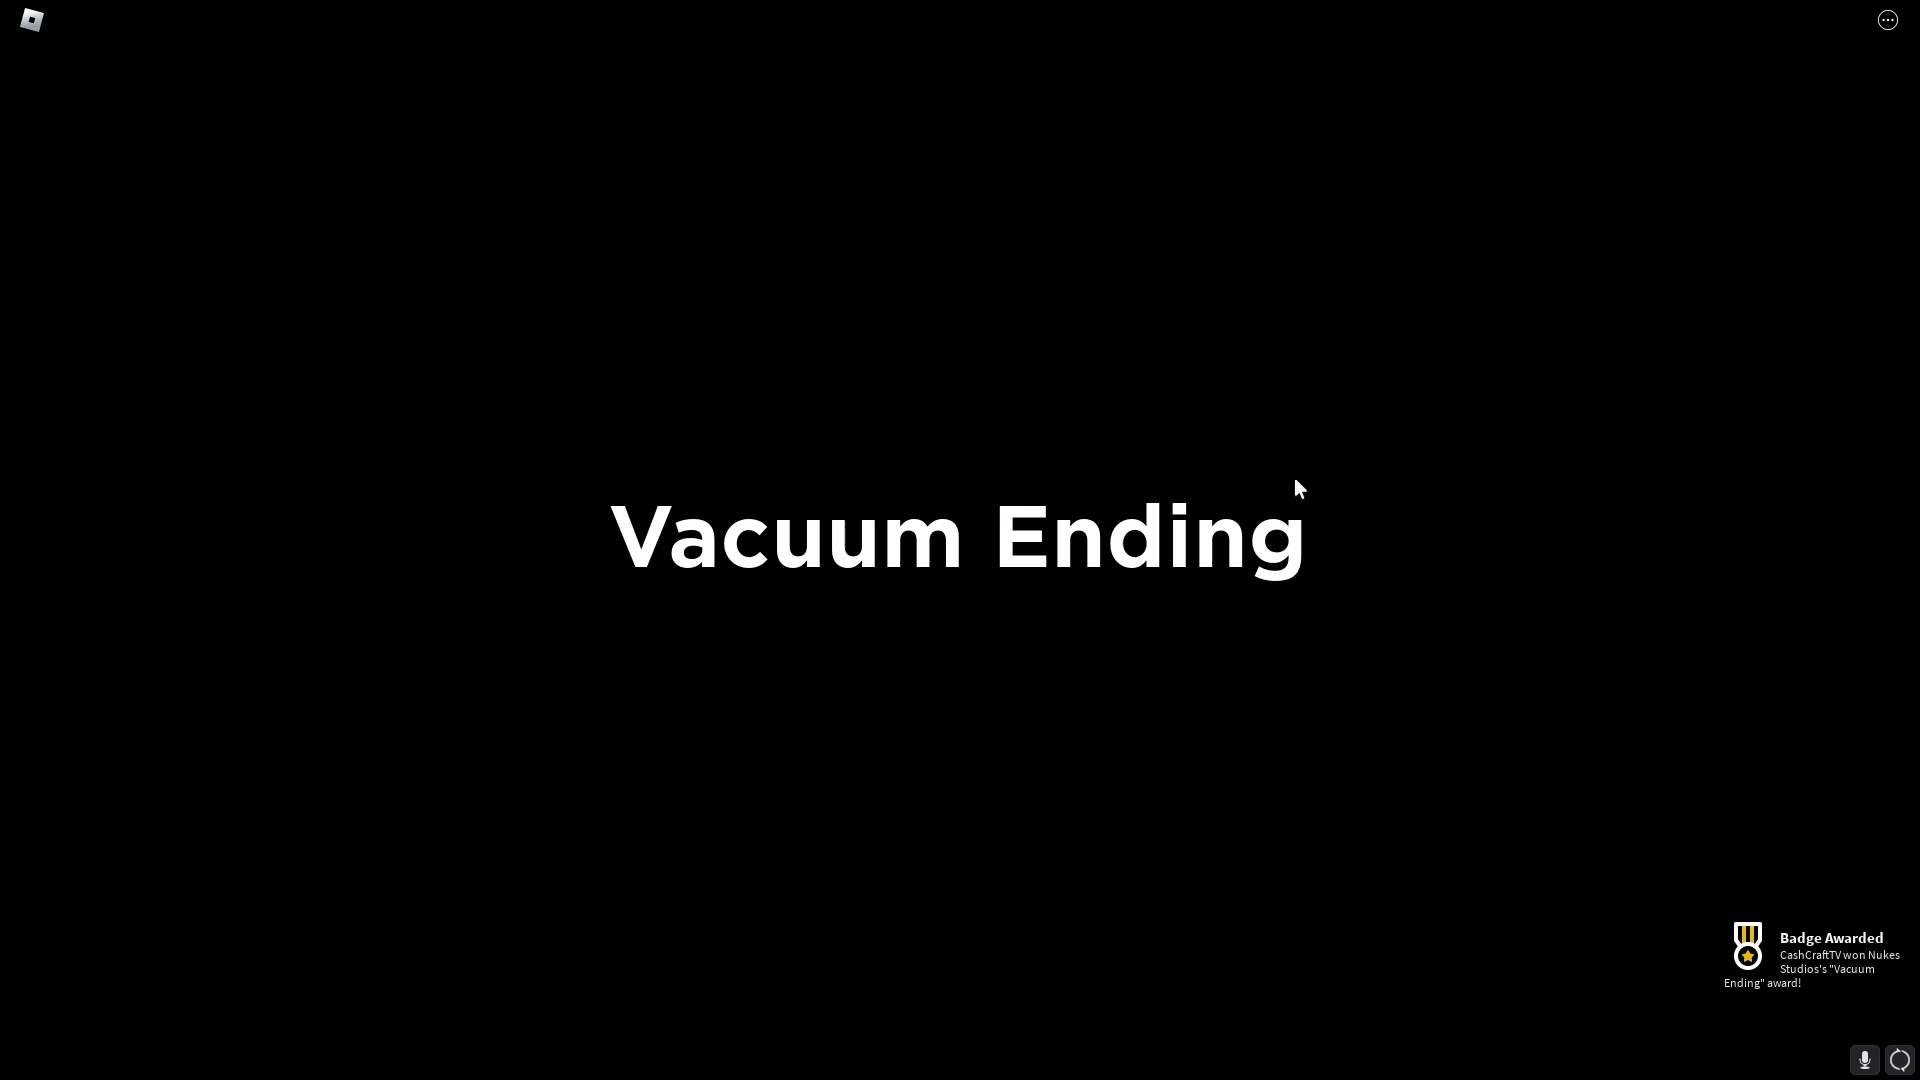 Vacuum Ending
Badge Awarded
CashCraftTV won Nukes
Studios's "Vacuum
Ending" award!